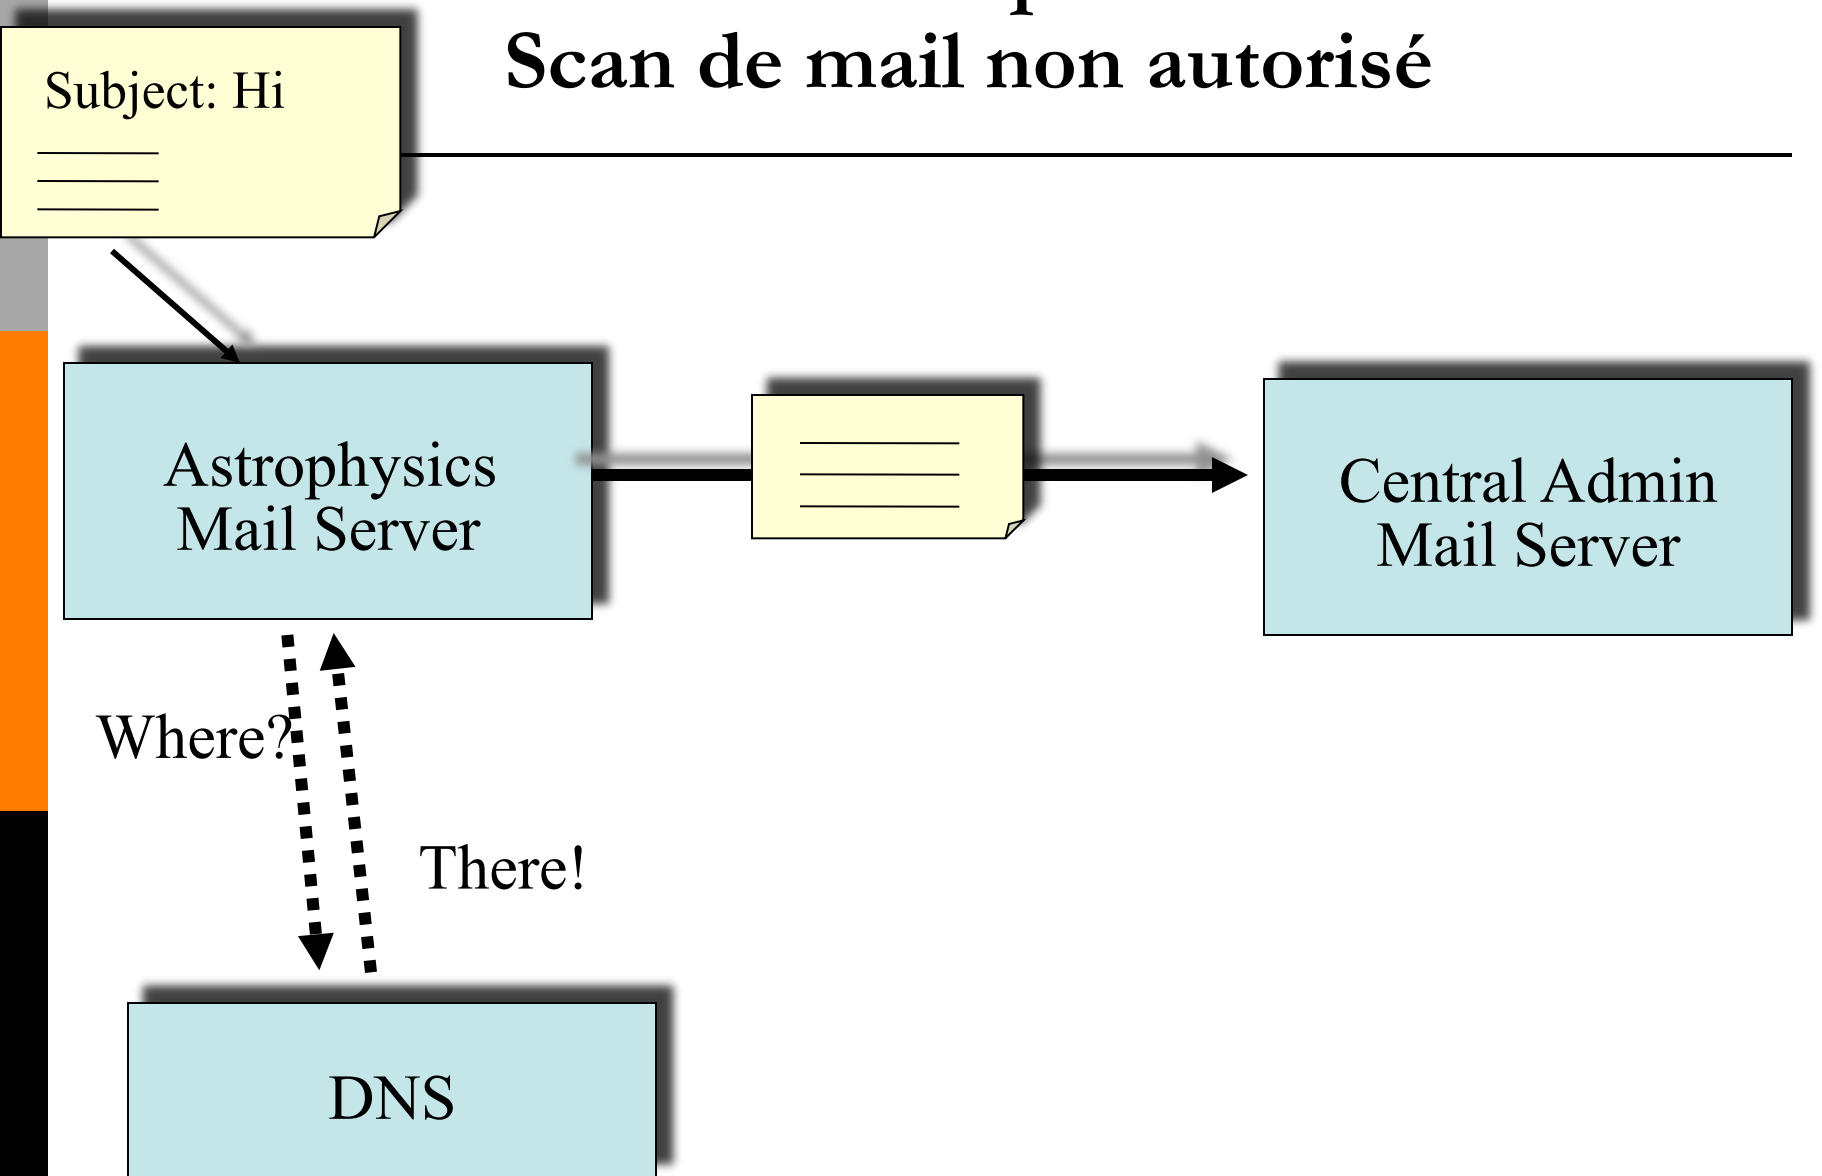 Scan de mail non autorisé
Subject: Hi
Astrophysics
Mail Server
Central Admin
Mail Server
Where?
There!
DNS